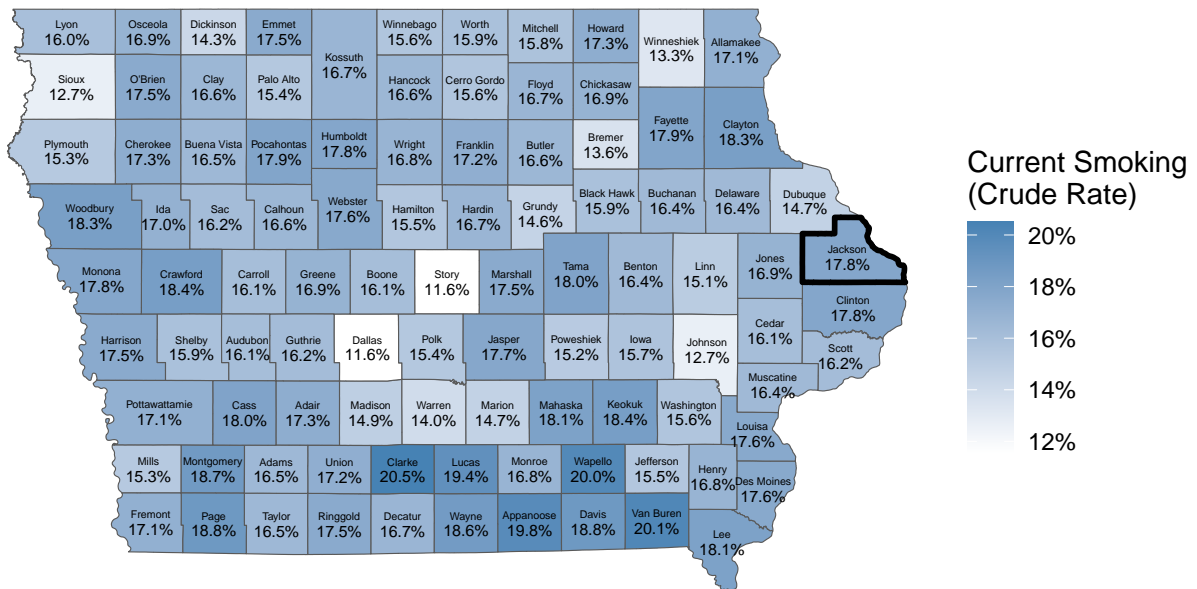 Lyon
16.0%
Osceola
16.9%
Dickinson
14.3%
Emmet
17.5%
Kossuth
16.7%
Winnebago
15.6%
Worth
15.9%
Mitchell
15.8%
Howard
17.3%
Winneshiek
13.3%
Allamakee
17.1%
Sioux
12.7%
O'Brien
17.5%
Clay
16.6%
Palo Alto
15.4%
Hancock
16.6%
Cerro Gordo
15.6%
Floyd
16.7%
Chickasaw
16.9%
Plymouth
15.3%
Cherokee
17.3%
Buena Vista
16.5%
Pocahontas
17.9%
Humboldt
17.8%
Wright
16.8%
Franklin
17.2%
Butler
16.6%
Bremer
13.6%
Fayette
17.9%
Clayton
18.3%
Woodbury
18.3%
Ida
17.0%
Sac
16.2%
Calhoun
16.6%
Webster
17.6%
Hamilton
15.5%
Hardin
16.7%
Grundy
14.6%
Black Hawk
15.9%
Buchanan
16.4%
Delaware
16.4%
Dubuque
14.7%
Monona
17.8%
Crawford
18.4%
Carroll
16.1%
Greene
16.9%
Boone
16.1%
Story
11.6%
Marshall
17.5%
Tama
18.0%
Benton
16.4%
Linn
15.1%
Jones
16.9%
Jackson
17.8%
Clinton
17.8%
Harrison
17.5%
Shelby
15.9%
Audubon
16.1%
Guthrie
16.2%
Dallas
11.6%
Polk
15.4%
Jasper
17.7%
Poweshiek
15.2%
Iowa
15.7%
Johnson
12.7%
Cedar
16.1%
Scott
16.2%
Muscatine
16.4%
Pottawattamie
17.1%
Cass
18.0%
Adair
17.3%
Madison
14.9%
Warren
14.0%
Marion
14.7%
Mahaska
18.1%
Keokuk
18.4%
Washington
15.6%
Louisa
17.6%
Mills
15.3%
Montgomery
18.7%
Adams
16.5%
Union
17.2%
Clarke
20.5%
Lucas
19.4%
Monroe
16.8%
Wapello
20.0%
Jefferson
15.5%
Henry
16.8%
Des Moines
17.6%
Fremont
17.1%
Page
18.8%
Taylor
16.5%
Ringgold
17.5%
Decatur
16.7%
Wayne
18.6%
Appanoose
19.8%
Davis
18.8%
Van Buren
20.1%
Lee
18.1%
Current Smoking
(Crude Rate)
20%
18%
16%
14%
12%